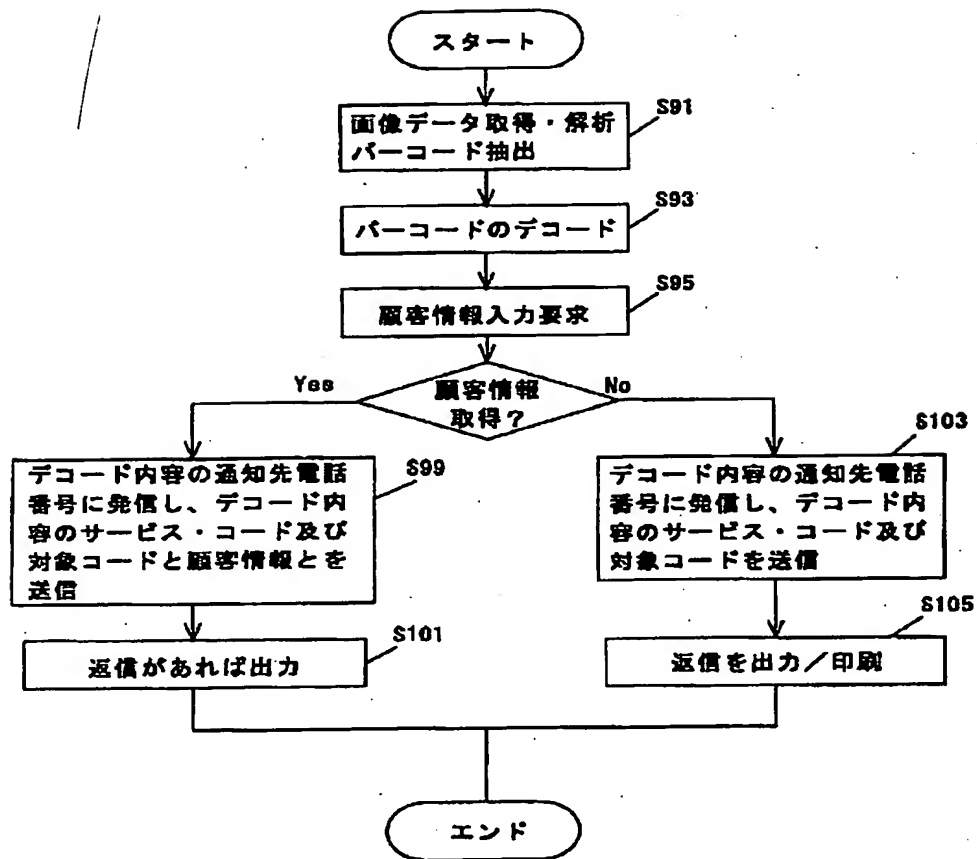 スタート
S91
画像データ取得・解析
バーコード抽出
S93
バーコードのデコード
S95
顧客情報入力要求
Yes
顧客情報
取得?
No
S99
デコード内容の通知先電話
番号に発信し、デコード内
容のサービス・コード及び
対象コードと顧客情報とを
送信
S103
デコード内容の通知先電話
番号に発信し、デコード内
容のサービス・コード及び
対象コードを送信
S101
返信があれば出力
S105
返信を出力/印刷
エンド